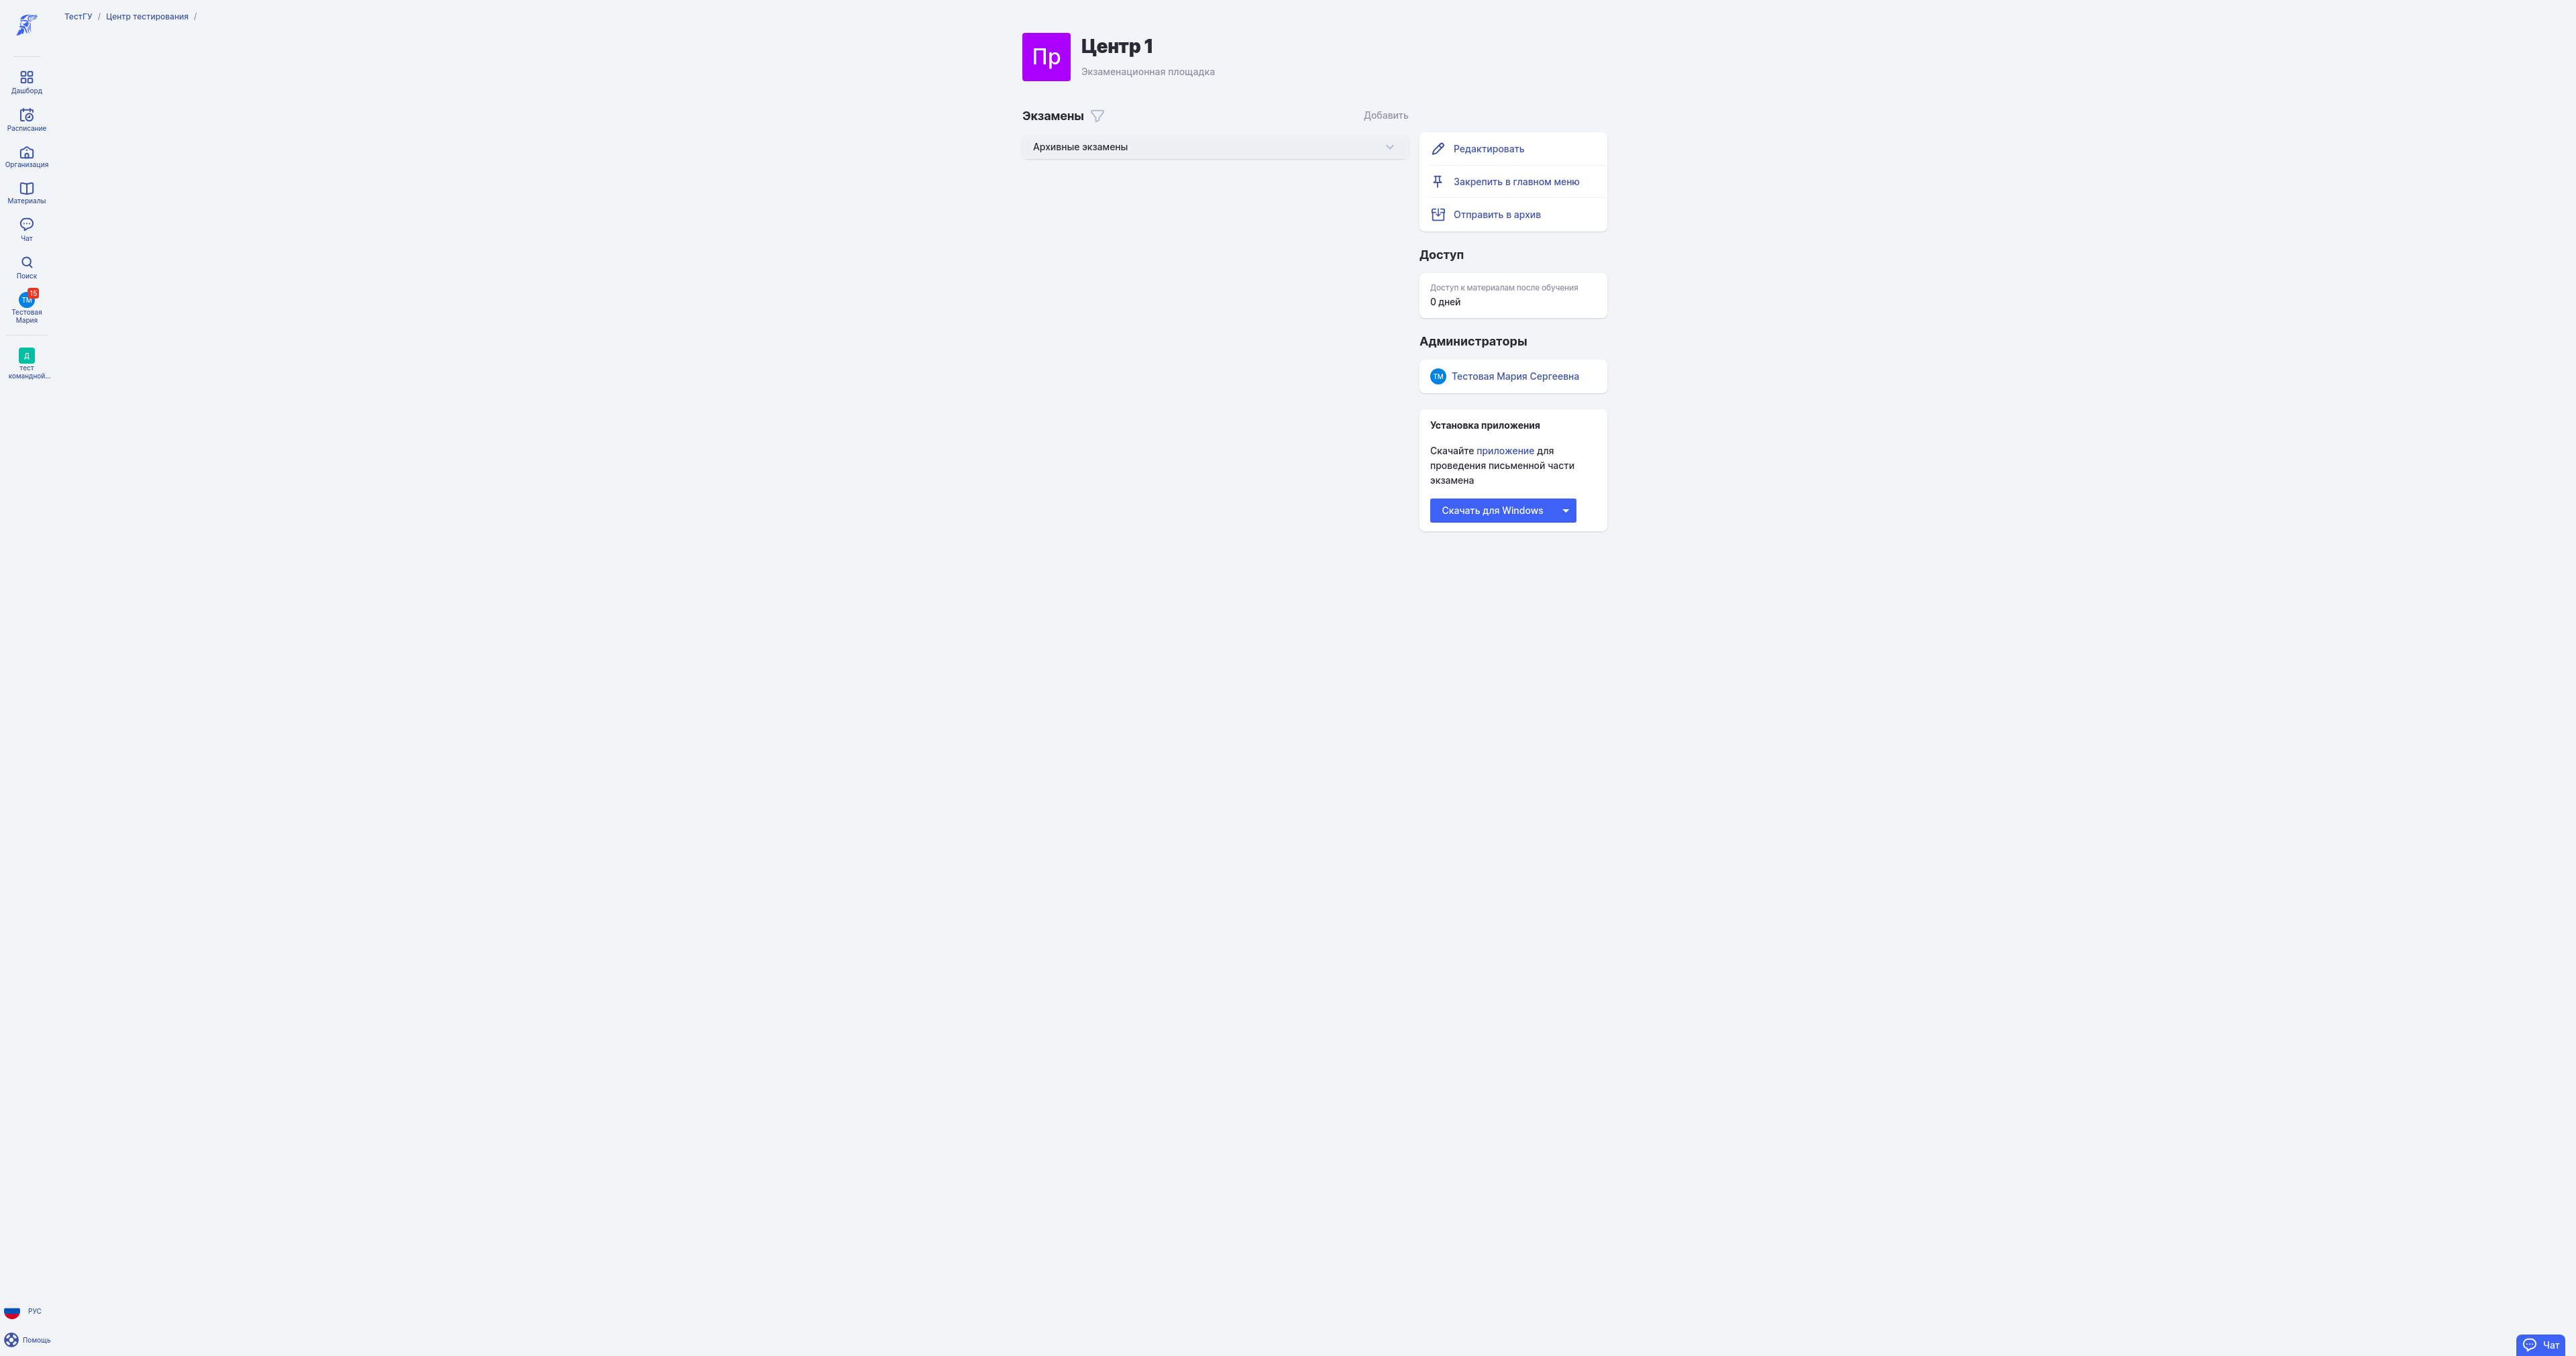 ТестГУ / Центр тестирования /
Дашборд
Расписание
Организация
Материалы
Чат
Поиск
ТМ
15
Тестовая
Мария
Д
тест
командной...
РУС
Помощь
Пр
Центр 1
Экзаменационная площадка
Экзамены
Добавить
Архивные экзамены
Редактировать
Закрепить в главном меню
Отправить в архив
Доступ
Доступ к материалам после обучения
0 дней
Администраторы
ТМ Тестовая Мария Сергеевна
Установка приложения
Скачайте приложение для
проведения письменной части
экзамена
Скачать для Windows
Чат